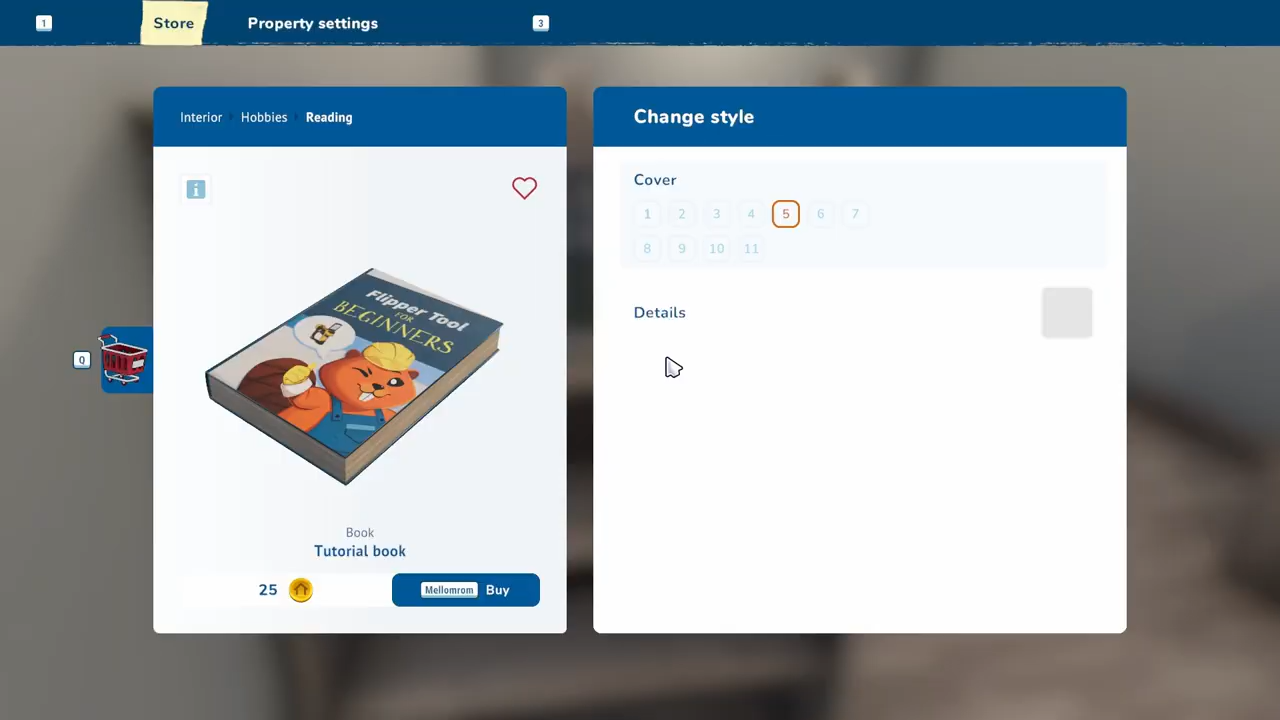 1
Store
Property settings
3
Interior
Hobbies
Reading
Change style
Cover
1 2 3 4 5 6 7
8 9 10 11
Details
i
Flipper Tool
FOR
BEGINNERS
Q
Book
Tutorial book
25
Mellomrom Buy